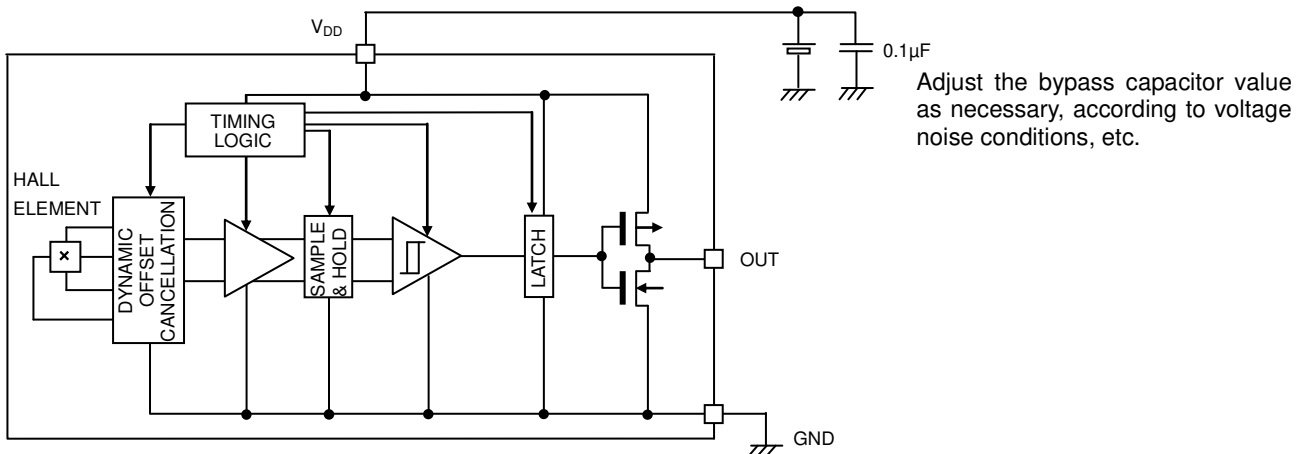 V_DD
0.1µF
Adjust the bypass capacitor value
as necessary, according to voltage
noise conditions, etc.
TIMING
LOGIC
HALL
ELEMENT
×
DYNAMIC
OFFSET
CANCELLATION
SAMPLE
& HOLD
LATCH
OUT
GND